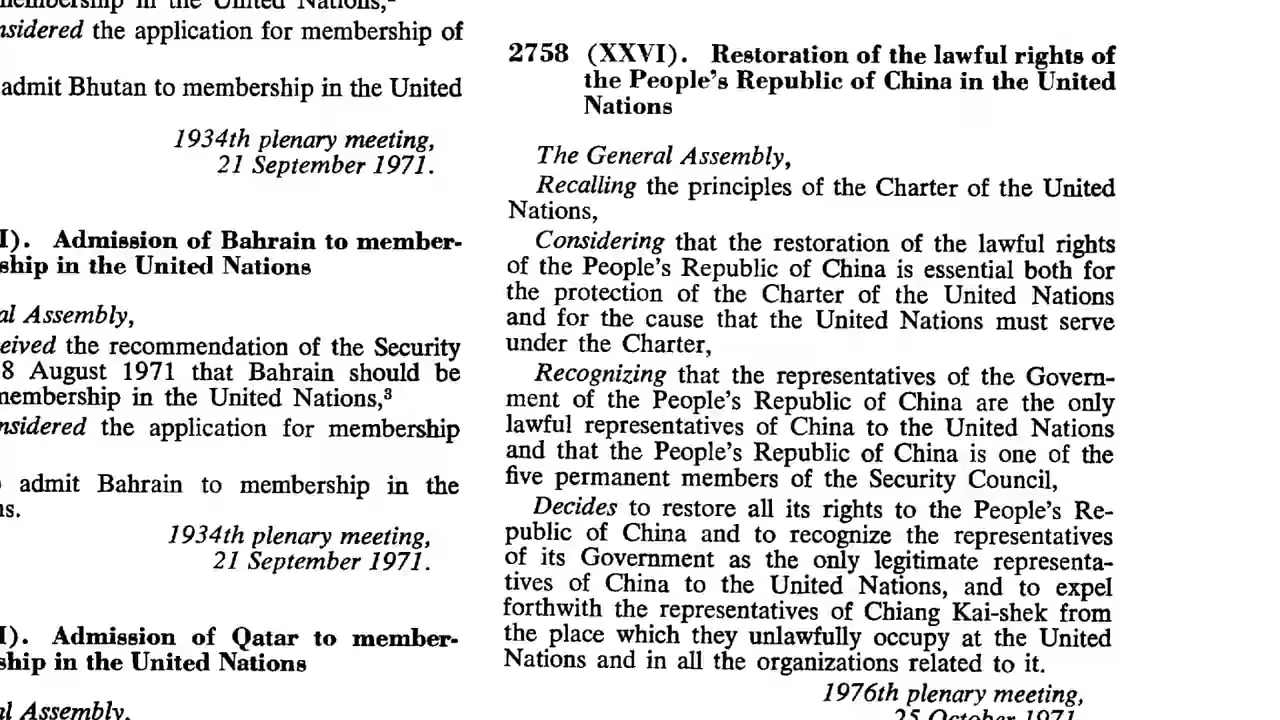 membership in the United Nations,²
nsidered the application for membership of
admit Bhutan to membership in the United
1934th plenary meeting,
21 September 1971.
I). Admission of Bahrain to member-
ship in the United Nations
al Assembly,
eived the recommendation of the Security
8 August 1971 that Bahrain should be
membership in the United Nations,³
nsidered the application for membership
admit Bahrain to membership in the
ns.
1934th plenary meeting,
21 September 1971.
I). Admission of Qatar to member-
ship in the United Nations
al Assembly,
2758 (XXVI). Restoration of the lawful rights of
the People's Republic of China in the United
Nations
The General Assembly,
Recalling the principles of the Charter of the United
Nations,
Considering that the restoration of the lawful rights
of the People's Republic of China is essential both for
the protection of the Charter of the United Nations
and for the cause that the United Nations must serve
under the Charter,
Recognizing that the representatives of the Govern-
ment of the People's Republic of China are the only
lawful representatives of China to the United Nations
and that the People's Republic of China is one of the
five permanent members of the Security Council,
Decides to restore all its rights to the People's Re-
public of China and to recognize the representatives
of its Government as the only legitimate representa-
tives of China to the United Nations, and to expel
forthwith the representatives of Chiang Kai-shek from
the place which they unlawfully occupy at the United
Nations and in all the organizations related to it.
1976th plenary meeting,
25 October 1971.